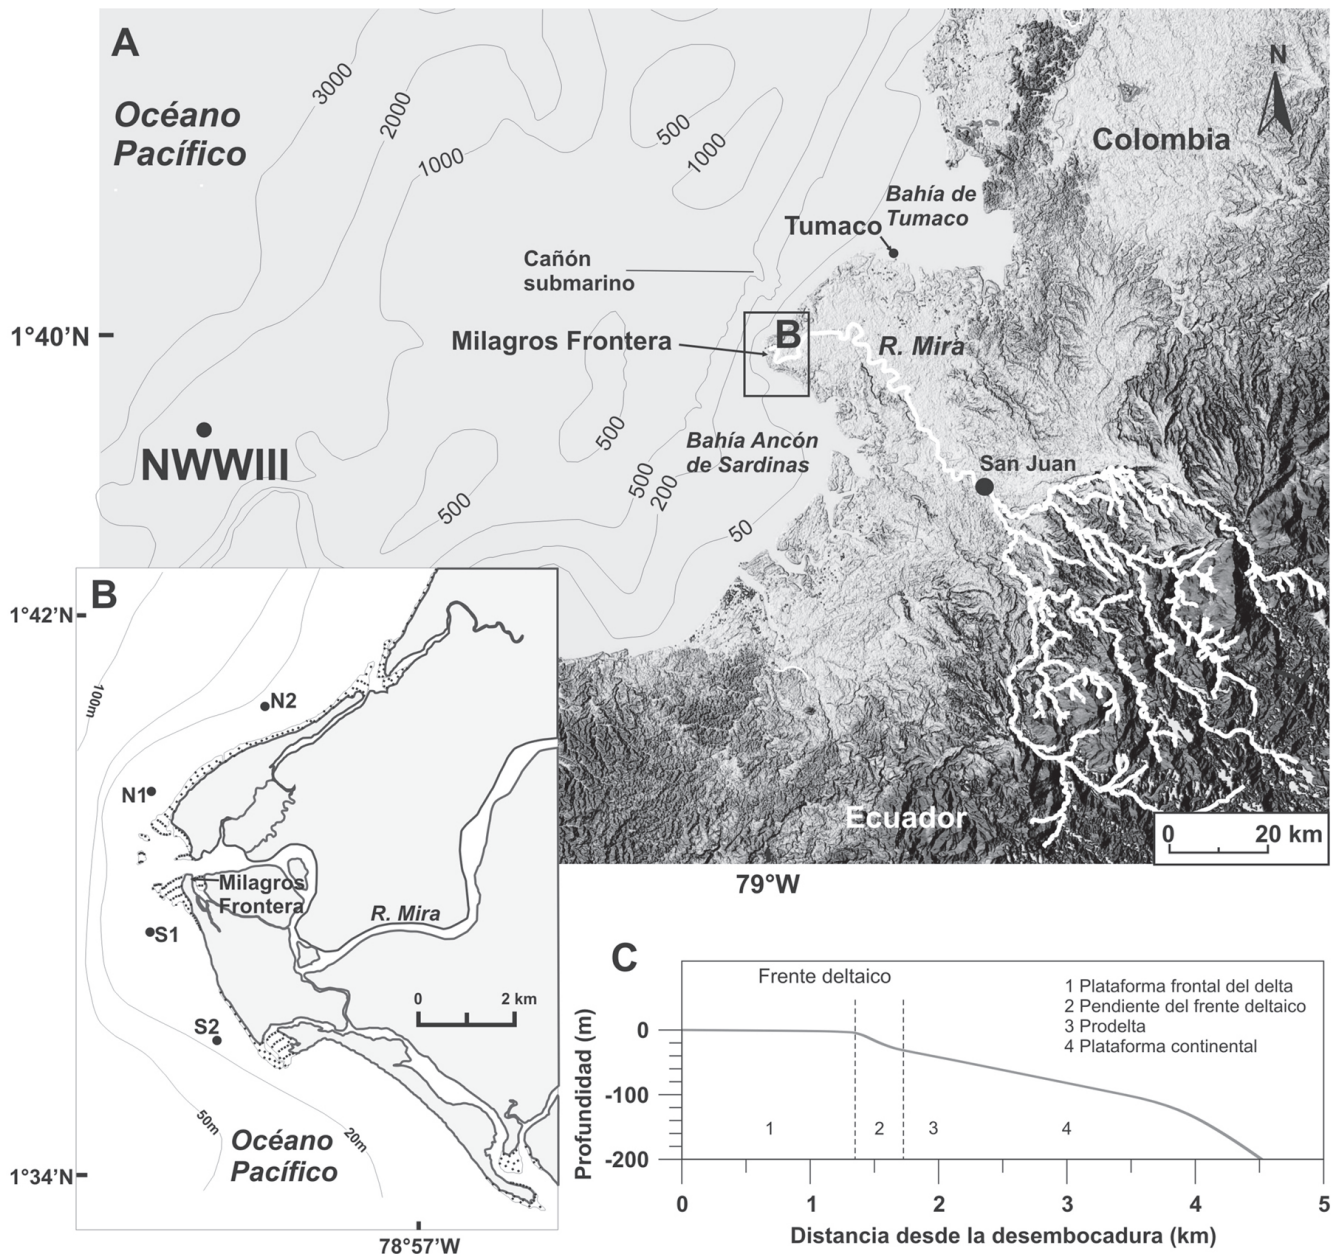 A
Océano
Pacífico
3000
2000
1000
500
1000
N
Colombia
Bahía de
Tumaco
Tumaco
Cañón
submarino
1°40’N
Milagros Frontera
B
R. Mira
NWWIII
500
500
Bahía Ancón
de Sardinas
500
200
50
San Juan
Ecuador
0
20 km
79°W
B
1°42’N
100m
N2
N1
Milagros
Frontera
R. Mira
S1
0
2 km
S2
50m
20m
Océano
Pacífico
1°34’N
78°57’W
C
Frente deltaico
1 Plataforma frontal del delta
2 Pendiente del frente deltaico
3 Prodelta
4 Plataforma continental
Profundidad (m)
0
-100
-200
1
2
3
4
0
1
2
3
4
5
Distancia desde la desembocadura (km)